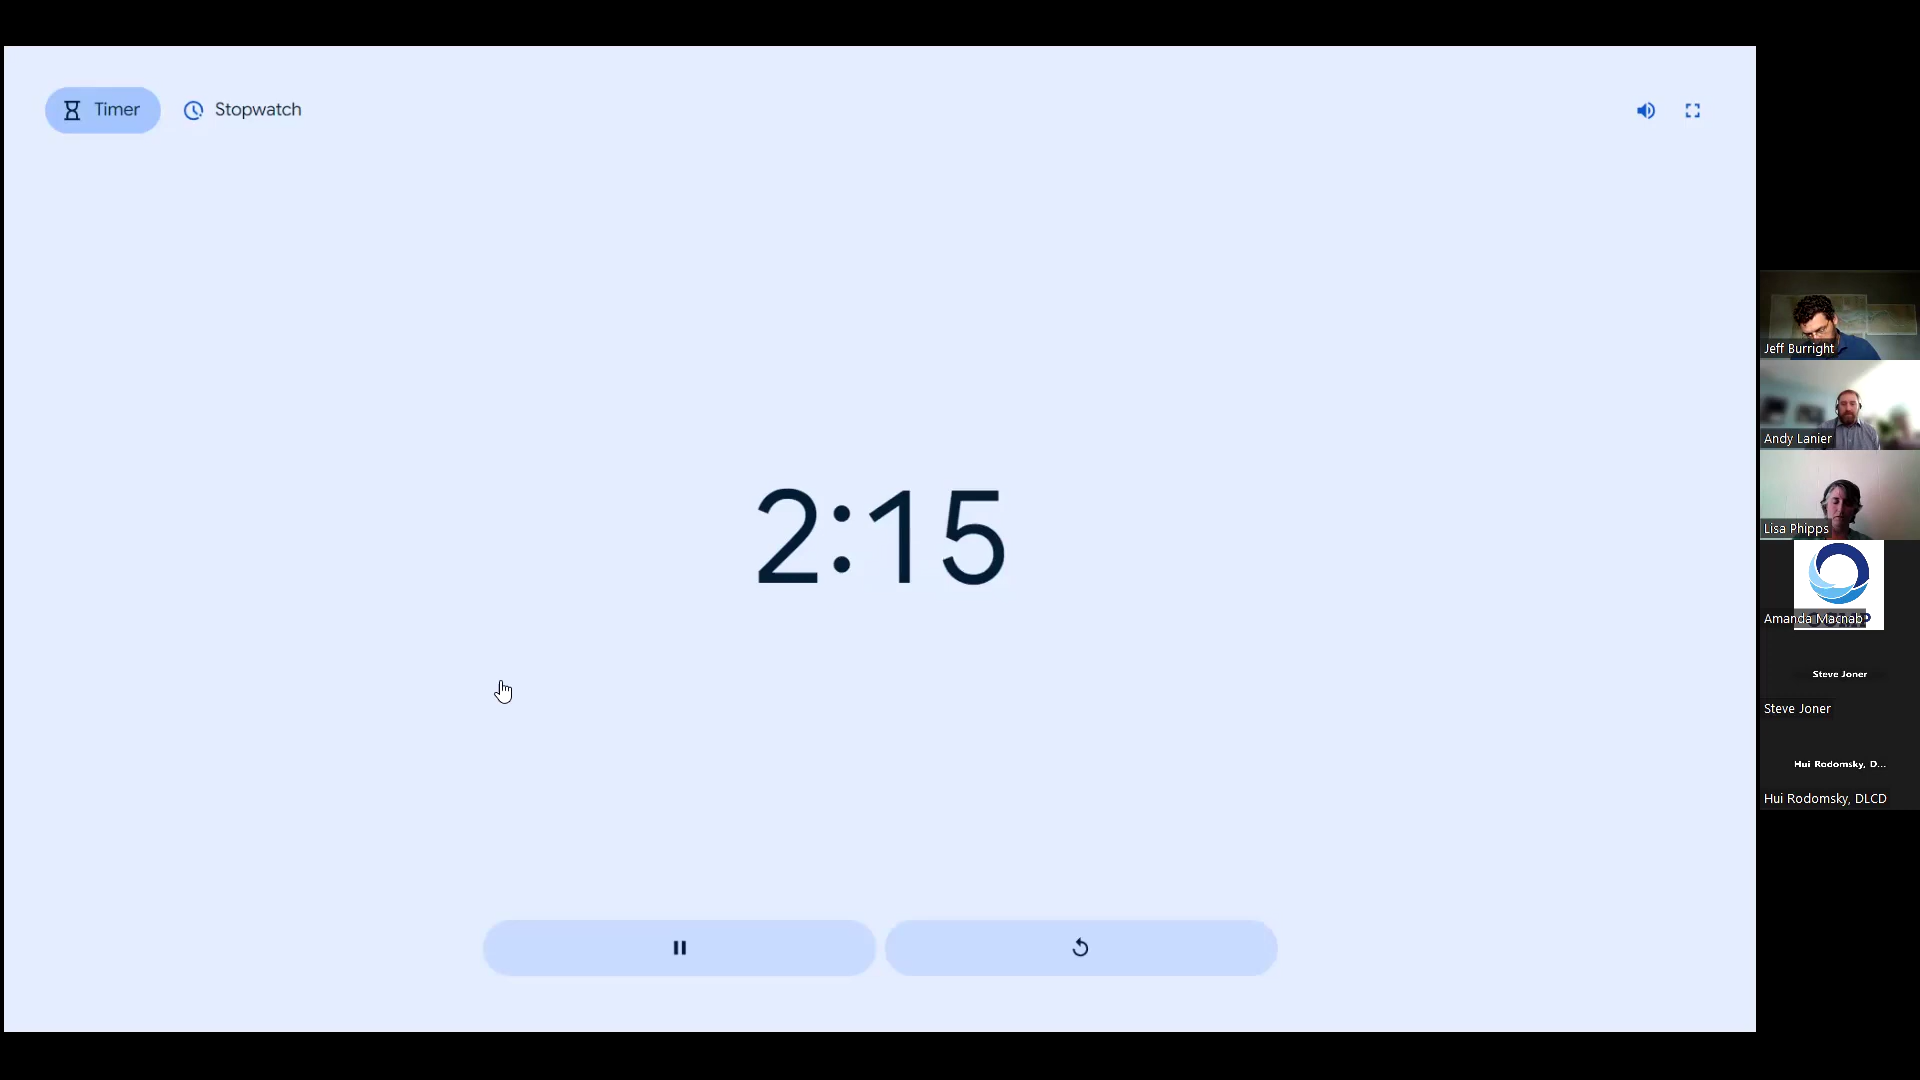 Timer
Stopwatch
2:15
Jeff Burright
Andy Lanier
Lisa Phipps
Amanda Macnab
Steve Joner
Steve Joner
Hui Rodomsky, D...
Hui Rodomsky, DLCD